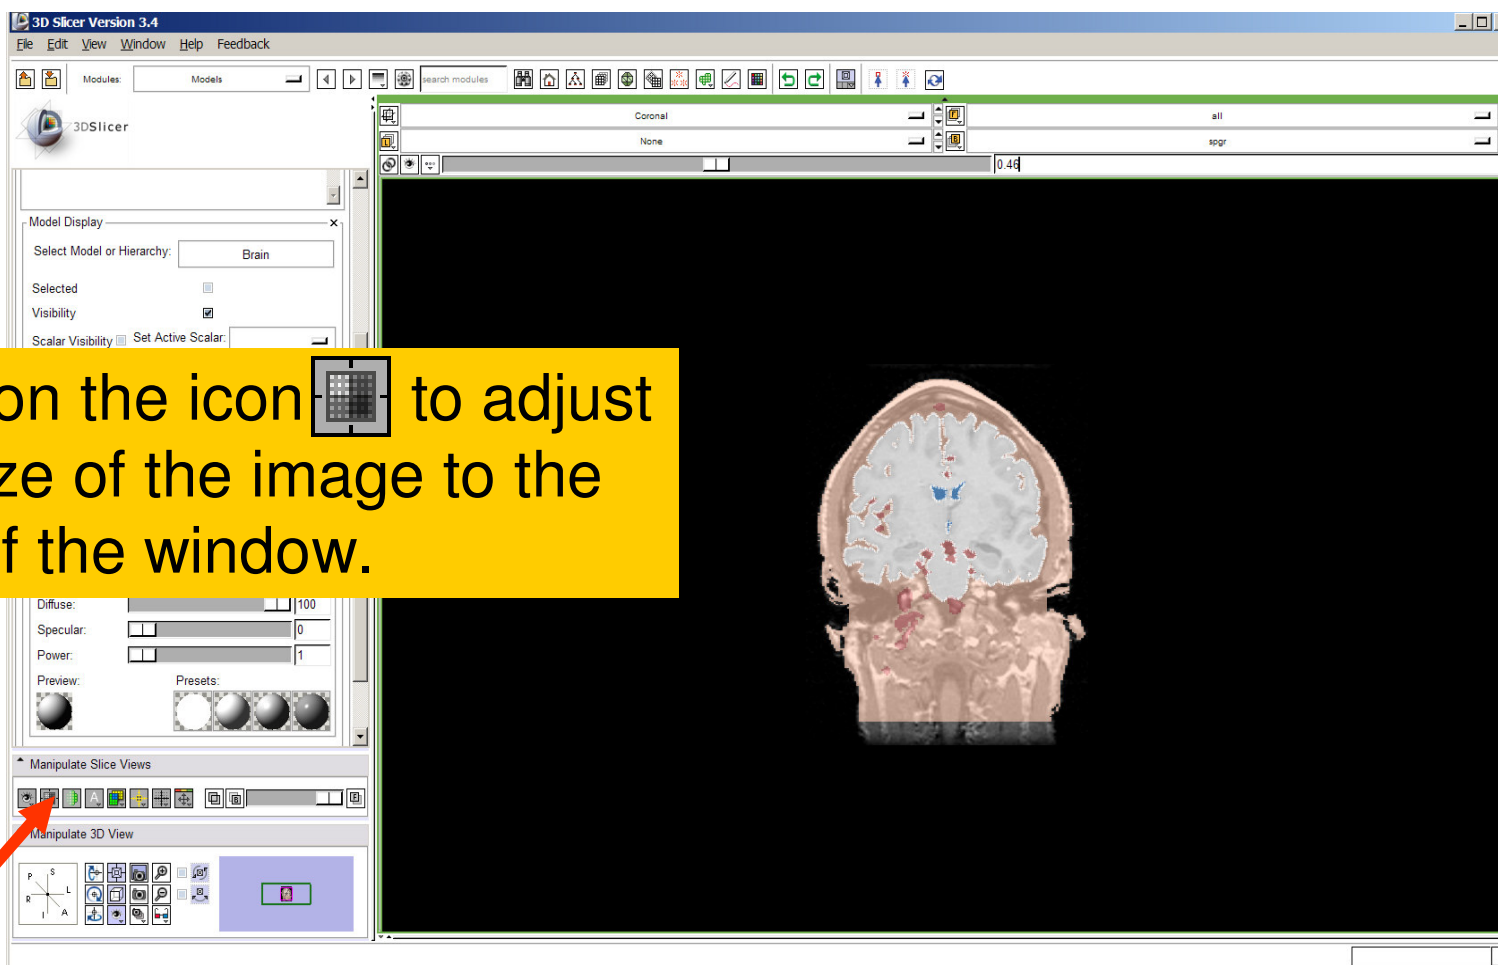 3D Slicer Version 3.4
File Edit View Window Help Feedback
Modules: Models search modules
3DSlicer
Coronal all
None spgr
0.46
Model Display
Select Model or Hierarchy: Brain
Selected
Visibility
Scalar Visibility Set Active Scalar:
on the icon to adjust
ze of the image to the
f the window.
Diffuse: 100
Specular: 0
Power: 1
Preview: Presets:
Manipulate Slice Views
Manipulate 3D View
P S
R L
I A